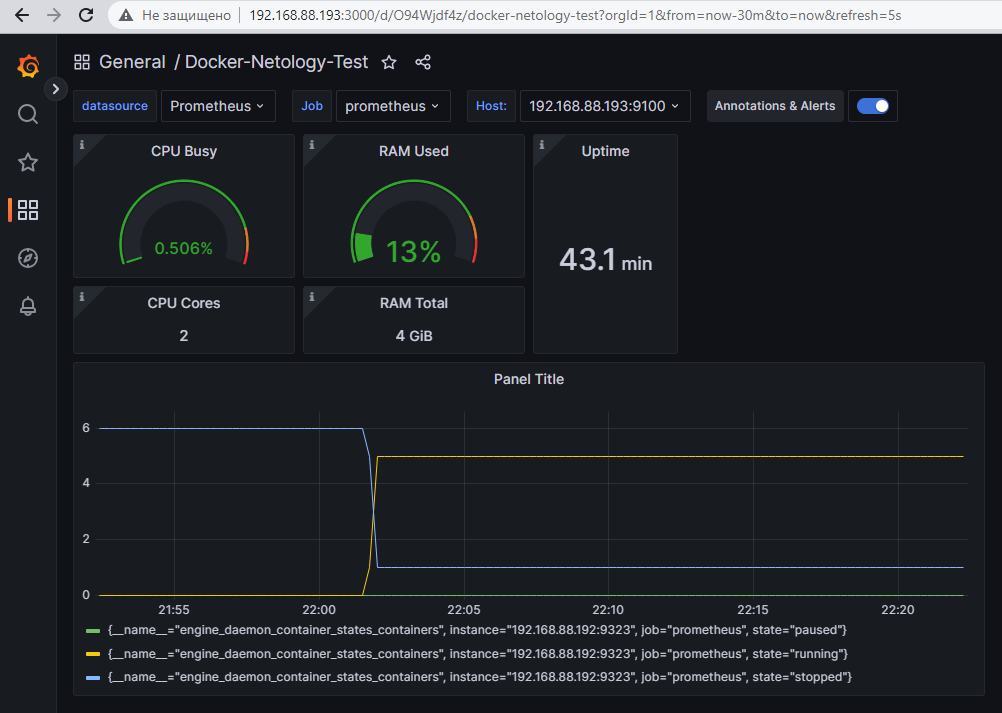 Не защищено | 192.168.88.193:3000/d/O94Wjdf4z/docker-netology-test?orgId=1&from=now-30m&to=now&refresh=5s
General / Docker-Netology-Test
datasource Prometheus Job prometheus Host: 192.168.88.193:9100 Annotations & Alerts
i CPU Busy i RAM Used i Uptime
0.506% 13% 43.1 min
i CPU Cores i RAM Total
2 4 GiB
Panel Title
6
4
2
0
21:55 22:00 22:05 22:10 22:15 22:20
{__name__="engine_daemon_container_states_containers", instance="192.168.88.192:9323", job="prometheus", state="paused"}
{__name__="engine_daemon_container_states_containers", instance="192.168.88.192:9323", job="prometheus", state="running"}
{__name__="engine_daemon_container_states_containers", instance="192.168.88.192:9323", job="prometheus", state="stopped"}